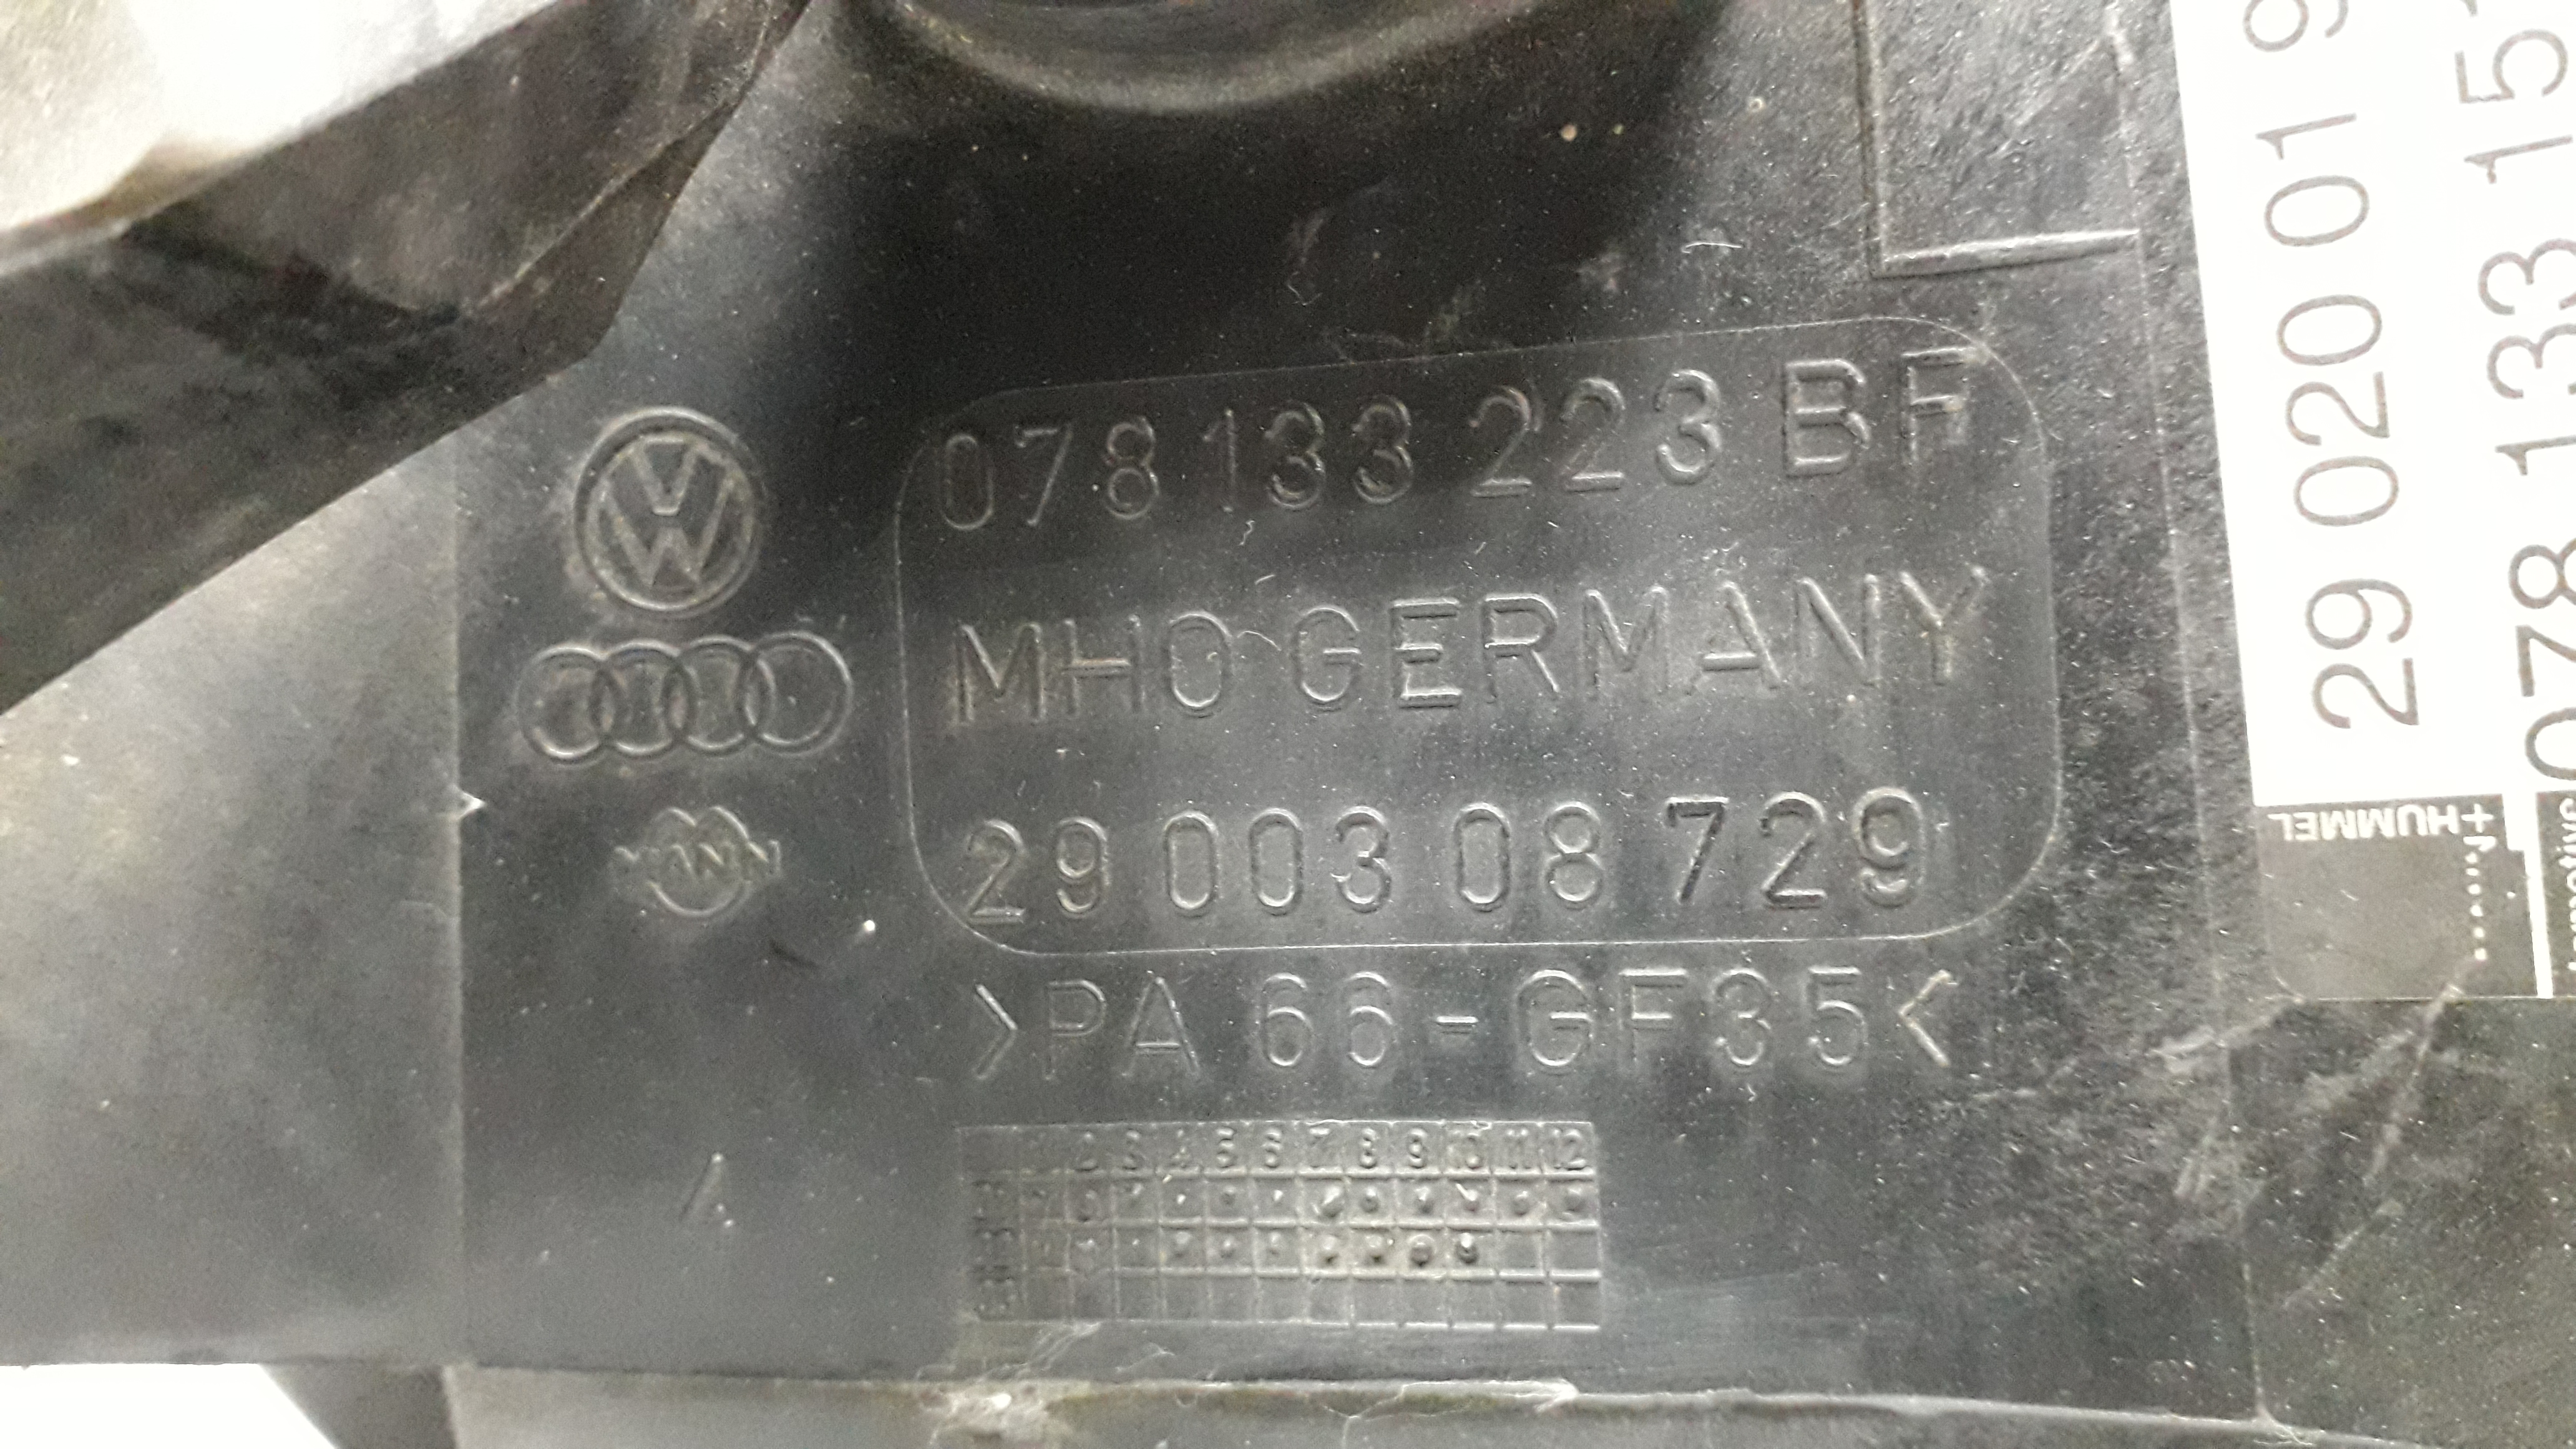 078 133 223 BF
MHO GERMANY
29 003 08 729
>PA 66-GF35<
MANN
1 2 3 4 5 6 7 8 9 10 11 12
29 020 01 9
078 133 15
+HUMMEL